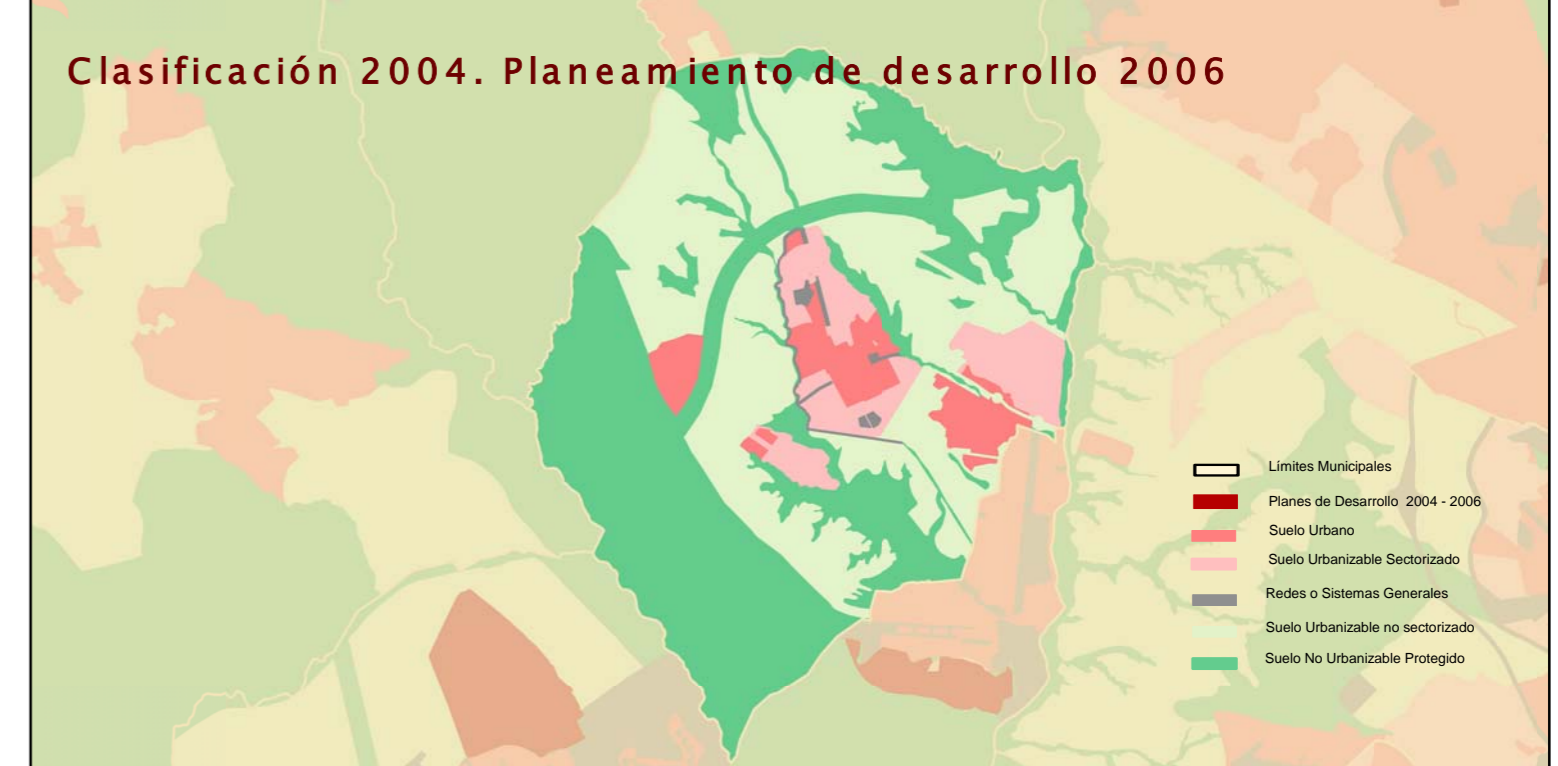 Clasificación 2004. Planeamiento de desarrollo 2006
Límites Municipales
Planes de Desarrollo 2004 - 2006
Suelo Urbano
Suelo Urbanizable Sectorizado
Redes o Sistemas Generales
Suelo Urbanizable no sectorizado
Suelo No Urbanizable Protegido